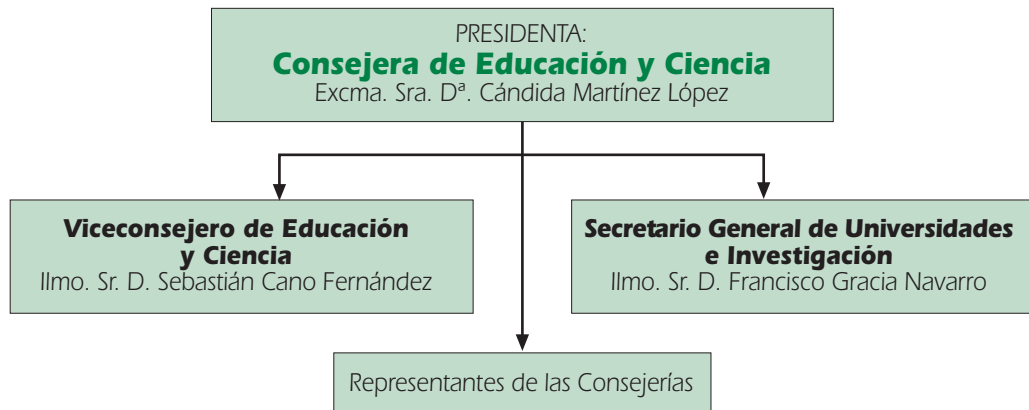 PRESIDENTA:
Consejera de Educación y Ciencia
Excma. Sra. Dª. Cándida Martínez López
Viceconsejero de Educación
y Ciencia
Ilmo. Sr. D. Sebastián Cano Fernández
Secretario General de Universidades
e Investigación
Ilmo. Sr. D. Francisco Gracia Navarro
Representantes de las Consejerías